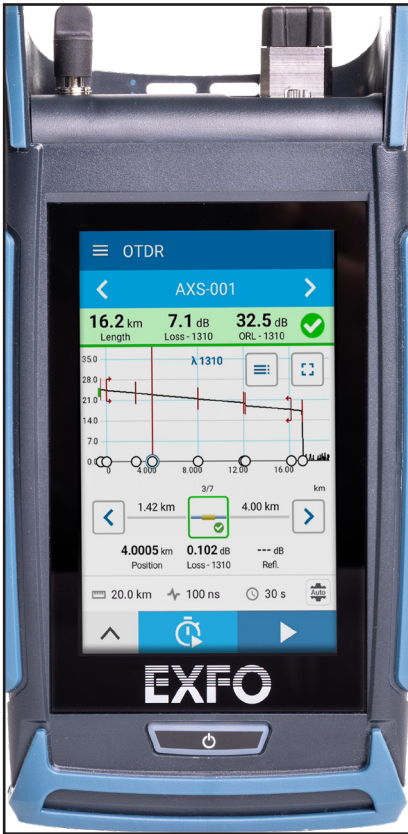 OTDR
AXS-001
16.2 km 7.1 dB 32.5 dB
Length Loss - 1310 ORL - 1310
λ 1310
35.0
28.0
21.0
14.0
7.0
0.0
0 4.000 8.000 12.00 16.00
3/7 km
1.42 km 4.00 km
4.0005 km 0.102 dB --- dB
Position Loss - 1310 Refl.
20.0 km 100 ns 30 s Auto
EXFO